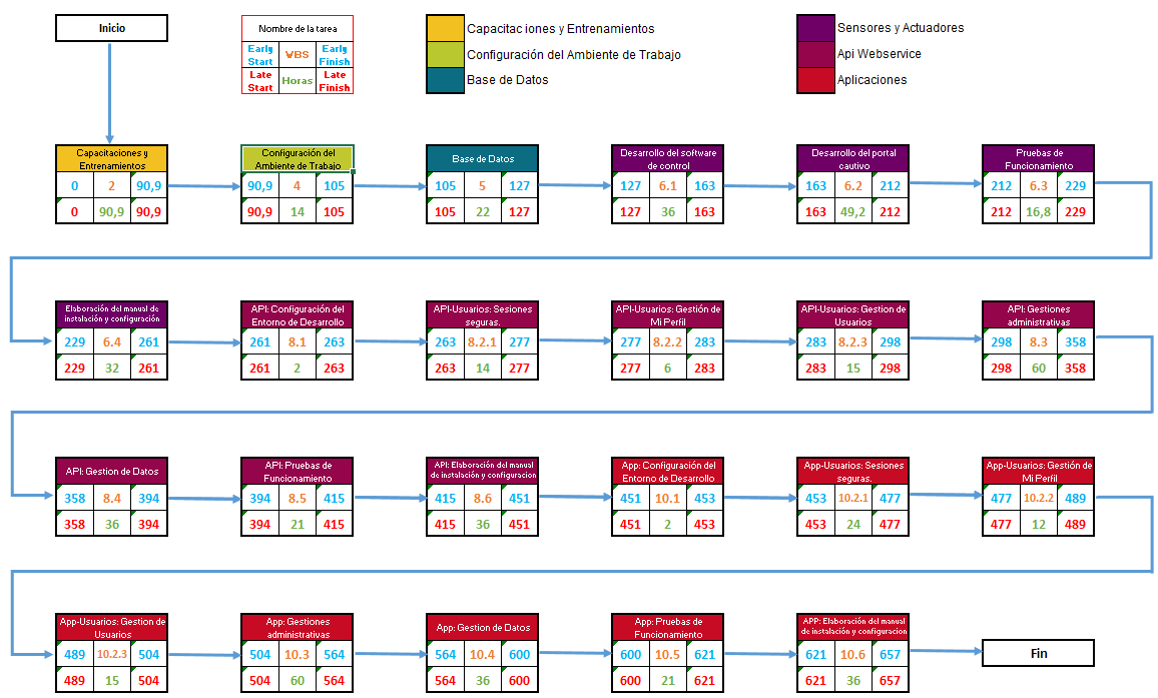 Inicio
Nombre de la tarea
Early Start
WBS
Early Finish
Late Start
Horas
Late Finish
Capacitac iones y Entrenamientos
Configuración del Ambiente de Trabajo
Base de Datos
Sensores y Actuadores
Api Webservice
Aplicaciones
Capacitaciones y
Entrenamientos
0 2 90,9
0 90,9 90,9
Configuración del
Ambiente de Trabajo
90,9 4 105
90,9 14 105
Base de Datos
105 5 127
105 22 127
Desarrollo del software
de control
127 6.1 163
127 36 163
Desarrollo del portal
cautivo
163 6.2 212
163 49,2 212
Pruebas de
Funcionamiento
212 6.3 229
212 16,8 229
Elaboración del manual de
instalación y configuración
229 6.4 261
229 32 261
API: Configuración del
Entorno de Desarrollo
261 8.1 263
261 2 263
API-Usuarios: Sesiones
seguras.
263 8.2.1 277
263 14 277
API-Usuarios: Gestión de
Mi Perfil
277 8.2.2 283
277 6 283
API-Usuarios: Gestion de
Usuarios
283 8.2.3 298
283 15 298
API: Gestiones
administrativas
298 8.3 358
298 60 358
API: Gestion de Datos
358 8.4 394
358 36 394
API: Pruebas de
Funcionamiento
394 8.5 415
394 21 415
API: Elaboración del manual
de instalación y configuracion
415 8.6 451
415 36 451
App: Configuración del
Entorno de Desarrollo
451 10.1 453
451 2 453
App-Usuarios: Sesiones
seguras.
453 10.2.1 477
453 24 477
App-Usuarios: Gestión de
Mi Perfil
477 10.2.2 489
477 12 489
App-Usuarios: Gestion de
Usuarios
489 10.2.3 504
489 15 504
App: Gestiones
administrativas
504 10.3 564
504 60 564
App: Gestion de Datos
564 10.4 600
564 36 600
App: Pruebas de
Funcionamiento
600 10.5 621
600 21 621
APP: Elaboración del manual
de instalación y configuracion
621 10.6 657
621 36 657
Fin